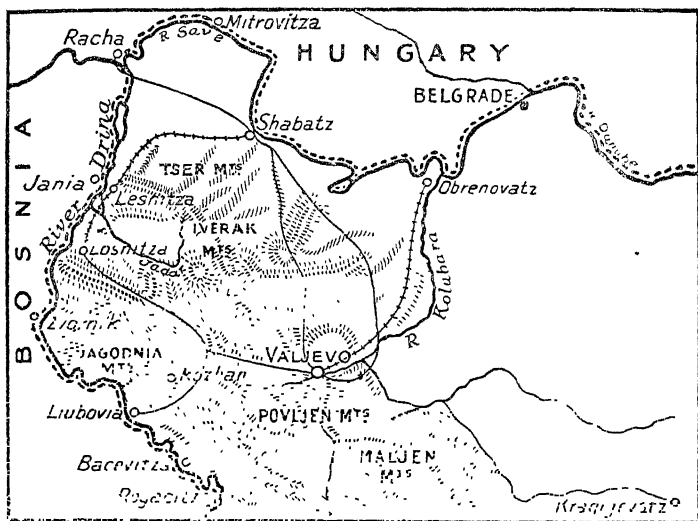 Mitrovitza
R Save
Racha
HUNGARY
BELGRADE
R Danube
Shabatz
BOSNIA
River Drina
TSER MTS
Jania
Leshitza
Obrenovatz
IVERAK
MTS
Losnitza
R Kolubara
JAGODNIA
MTS
VALJEVO
Liubovia
POVLJEN MTS
MALJEN
MTS